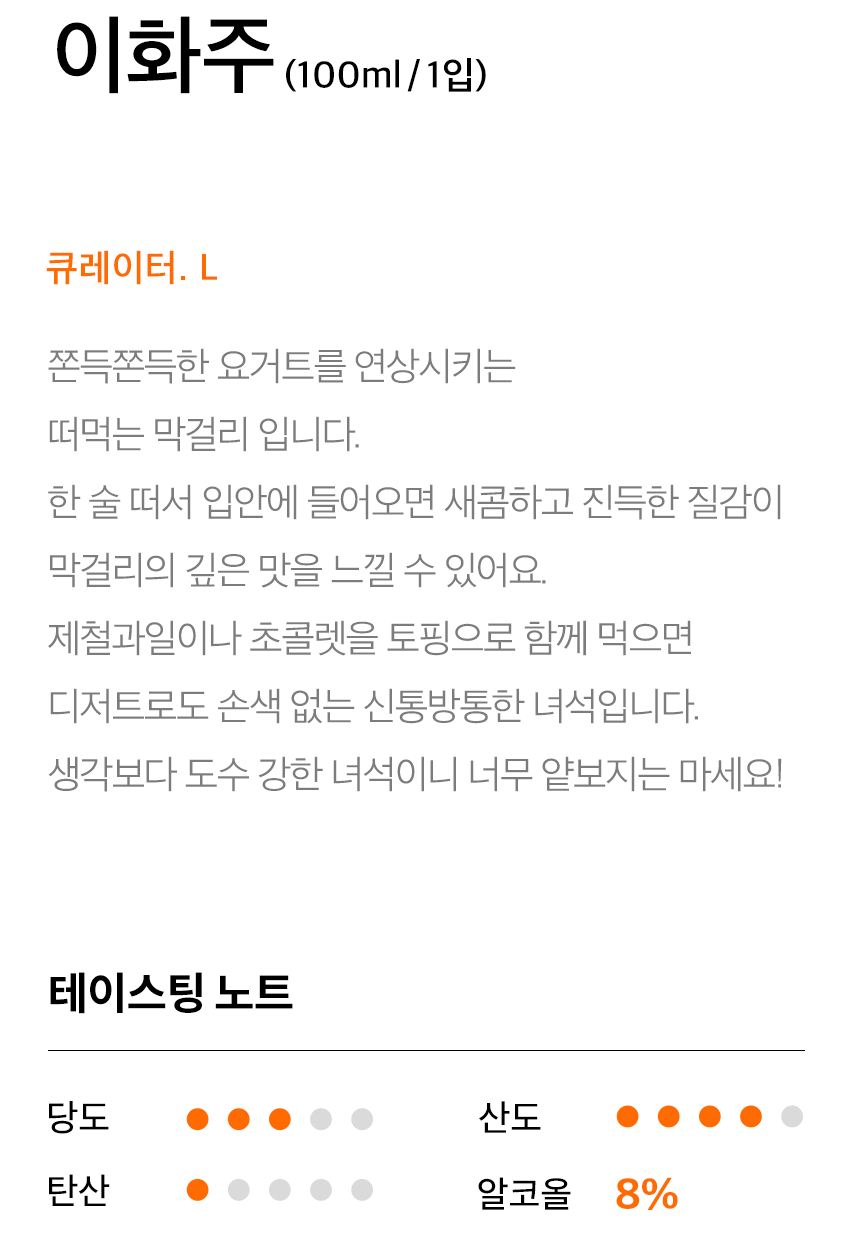 이화주 (100ml / 1입)
큐레이터. L
쫀득쫀득한 요거트를 연상시키는
떠먹는 막걸리 입니다.
한 술 떠서 입안에 들어오면 새콤하고 진득한 질감이
막걸리의 깊은 맛을 느낄 수 있어요.
제철과일이나 초콜렛을 토핑으로 함께 먹으면
디저트로도 손색 없는 신통방통한 녀석입니다.
생각보다 도수 강한 녀석이니 너무 얕보지는 마세요!
테이스팅 노트
당도 산도
탄산 알코올 8%